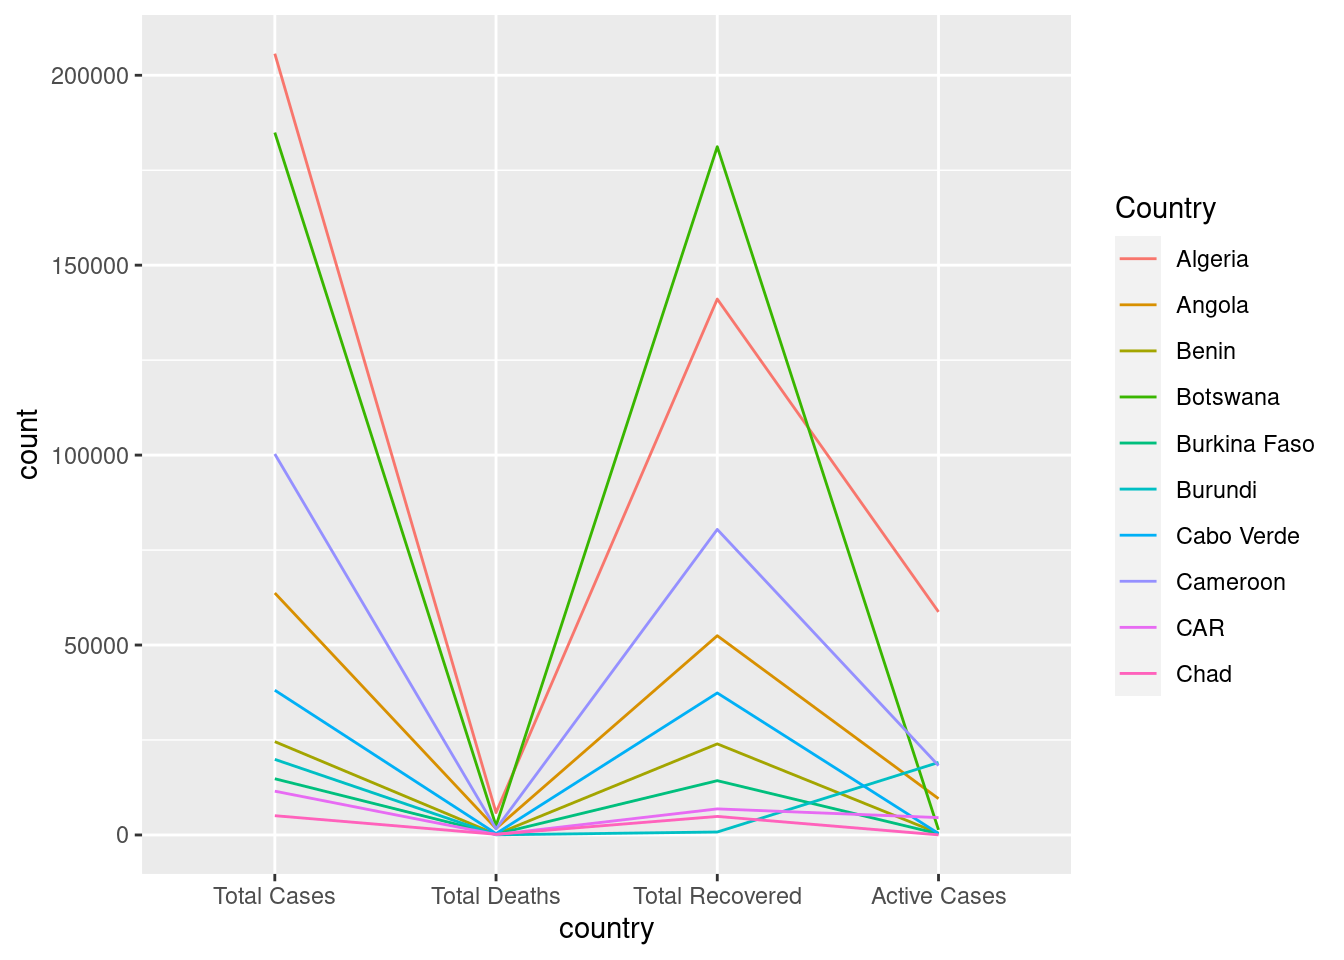 200000
150000
100000
50000
0
count
Total Cases
Total Deaths
Total Recovered
Active Cases
country
Country
Algeria
Angola
Benin
Botswana
Burkina Faso
Burundi
Cabo Verde
Cameroon
CAR
Chad